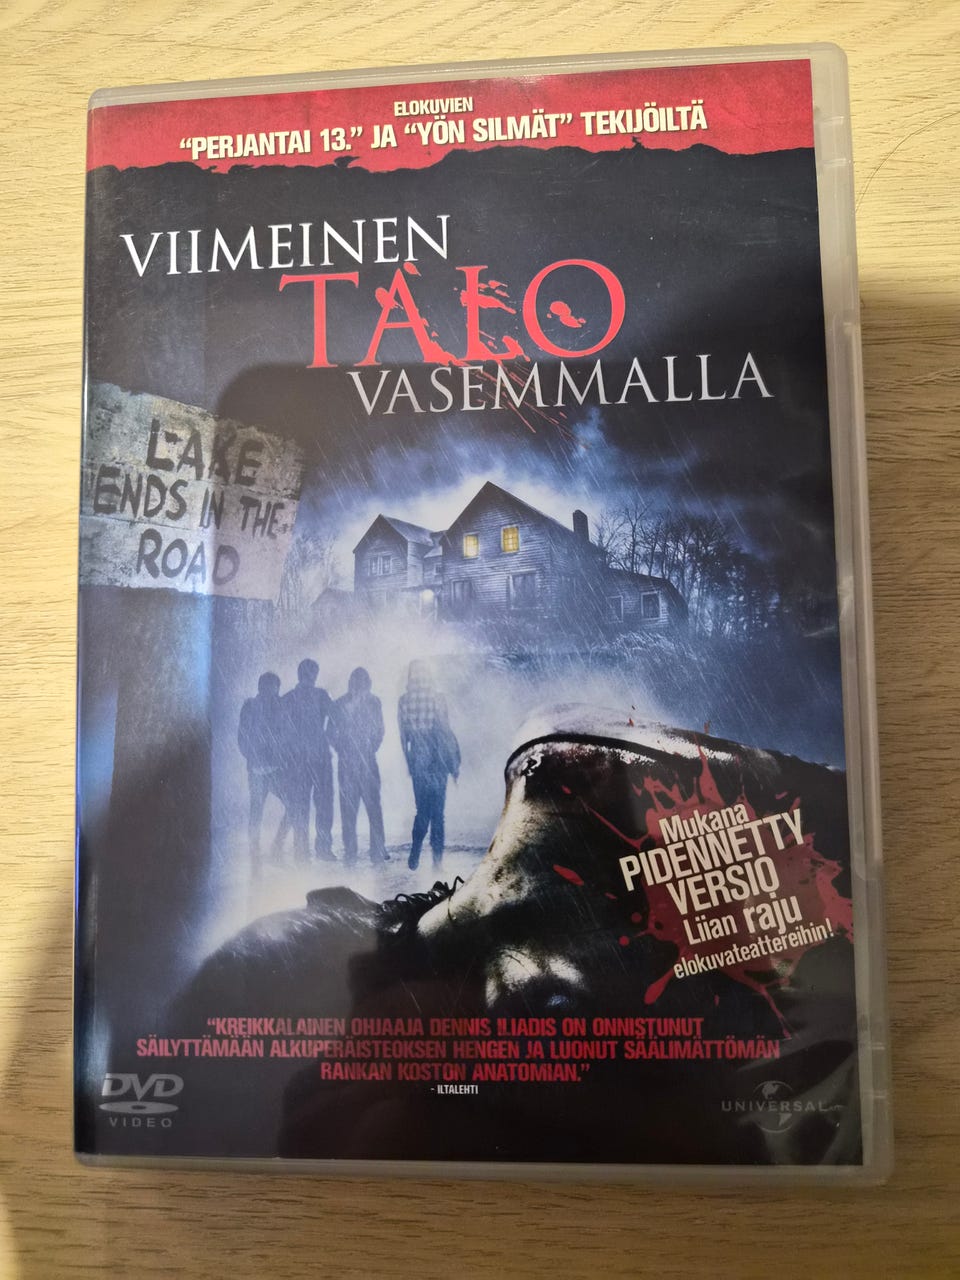 ELOKUVIEN
"PERJANTAI 13." JA "YÖN SILMÄT" TEKIJÖILTÄ
VIIMEINEN
TALO
VASEMMALLA
LAKE
ENDS IN THE
ROAD
Mukana
PIDENNETTY
VERSIO
Liian raju
elokuvateattereihin!
"KREIKKALAINEN OHJAAJA DENNIS ILIADIS ON ONNISTUNUT
SÄILYTTÄMÄÄN ALKUPERÄISTEOKSEN HENGEN JA LUONUT SÄÄLIMÄTTÖMÄN
RANKAN KOSTON ANATOMIAN."
- ILTALEHTI
DVD
VIDEO
UNIVERSAL